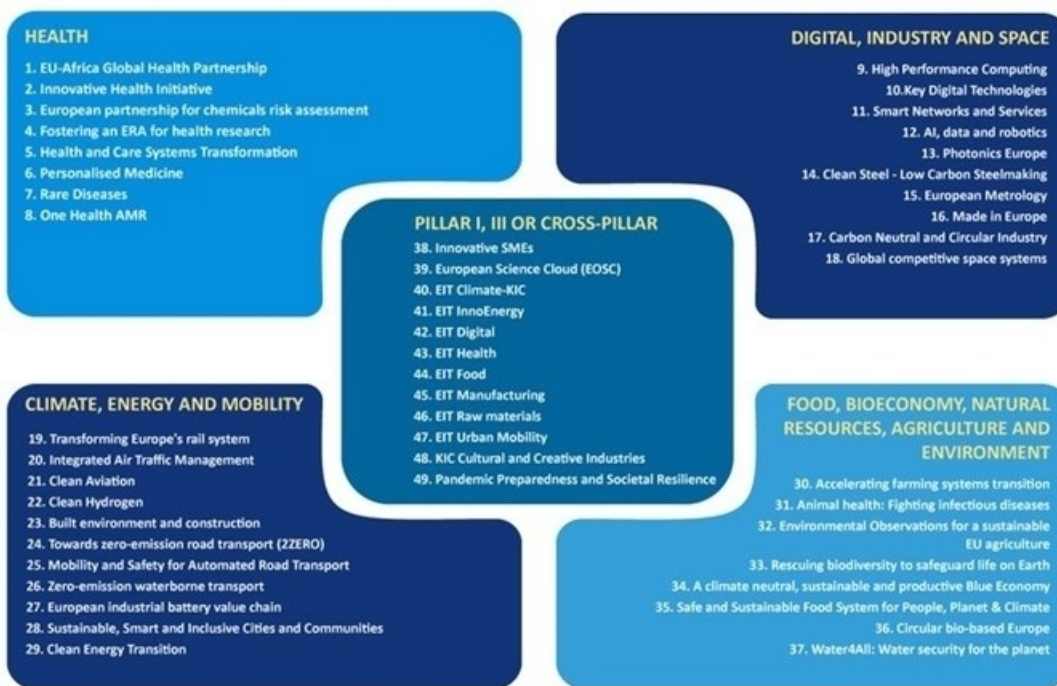 HEALTH
1. EU-Africa Global Health Partnership
2. Innovative Health Initiative
3. European partnership for chemicals risk assessment
4. Fostering an ERA for health research
5. Health and Care Systems Transformation
6. Personalised Medicine
7. Rare Diseases
8. One Health AMR
DIGITAL, INDUSTRY AND SPACE
9. High Performance Computing
10.Key Digital Technologies
11. Smart Networks and Services
12. AI, data and robotics
13. Photonics Europe
14. Clean Steel - Low Carbon Steelmaking
15. European Metrology
16. Made in Europe
17. Carbon Neutral and Circular Industry
18. Global competitive space systems
PILLAR I, III OR CROSS-PILLAR
38. Innovative SMEs
39. European Science Cloud (EOSC)
40. EIT Climate-KIC
41. EIT InnoEnergy
42. EIT Digital
43. EIT Health
44. EIT Food
45. EIT Manufacturing
46. EIT Raw materials
47. EIT Urban Mobility
48. KIC Cultural and Creative Industries
49. Pandemic Preparedness and Societal Resilience
CLIMATE, ENERGY AND MOBILITY
19. Transforming Europe's rail system
20. Integrated Air Traffic Management
21. Clean Aviation
22. Clean Hydrogen
23. Built environment and construction
24. Towards zero-emission road transport (2ZERO)
25. Mobility and Safety for Automated Road Transport
26. Zero-emission waterborne transport
27. European industrial battery value chain
28. Sustainable, Smart and Inclusive Cities and Communities
29. Clean Energy Transition
FOOD, BIOECONOMY, NATURAL
RESOURCES, AGRICULTURE AND
ENVIRONMENT
30. Accelerating farming systems transition
31. Animal health: Fighting infectious diseases
32. Environmental Observations for a sustainable
EU agriculture
33. Rescuing biodiversity to safeguard life on Earth
34. A climate neutral, sustainable and productive Blue Economy
35. Safe and Sustainable Food System for People, Planet & Climate
36. Circular bio-based Europe
37. Water4All: Water security for the planet